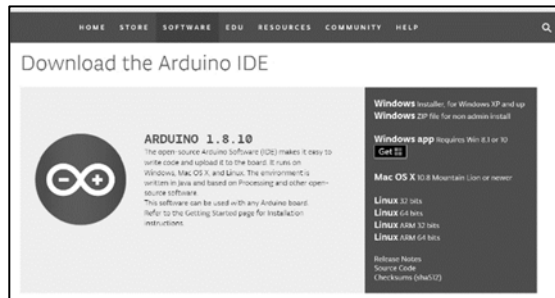 HOME STORE SOFTWARE EDU RESOURCES COMMUNITY HELP
Download the Arduino IDE
ARDUINO 1.8.10
The open-source Arduino Software (IDE) makes it easy to
write code and upload it to the board. It runs on
Windows, Mac OS X, and Linux. The environment is
written in Java and based on Processing and other open-
source software.
This software can be used with any Arduino board.
Refer to the Getting Started page for Installation
instructions.
Windows Installer, for Windows XP and up
Windows ZIP file for non admin install
Windows app Requires Win 8.1 or 10
Get
Mac OS X 10.8 Mountain Lion or newer
Linux 32 bits
Linux 64 bits
Linux ARM 32 bits
Linux ARM 64 bits
Release Notes
Source Code
Checksums (sha512)